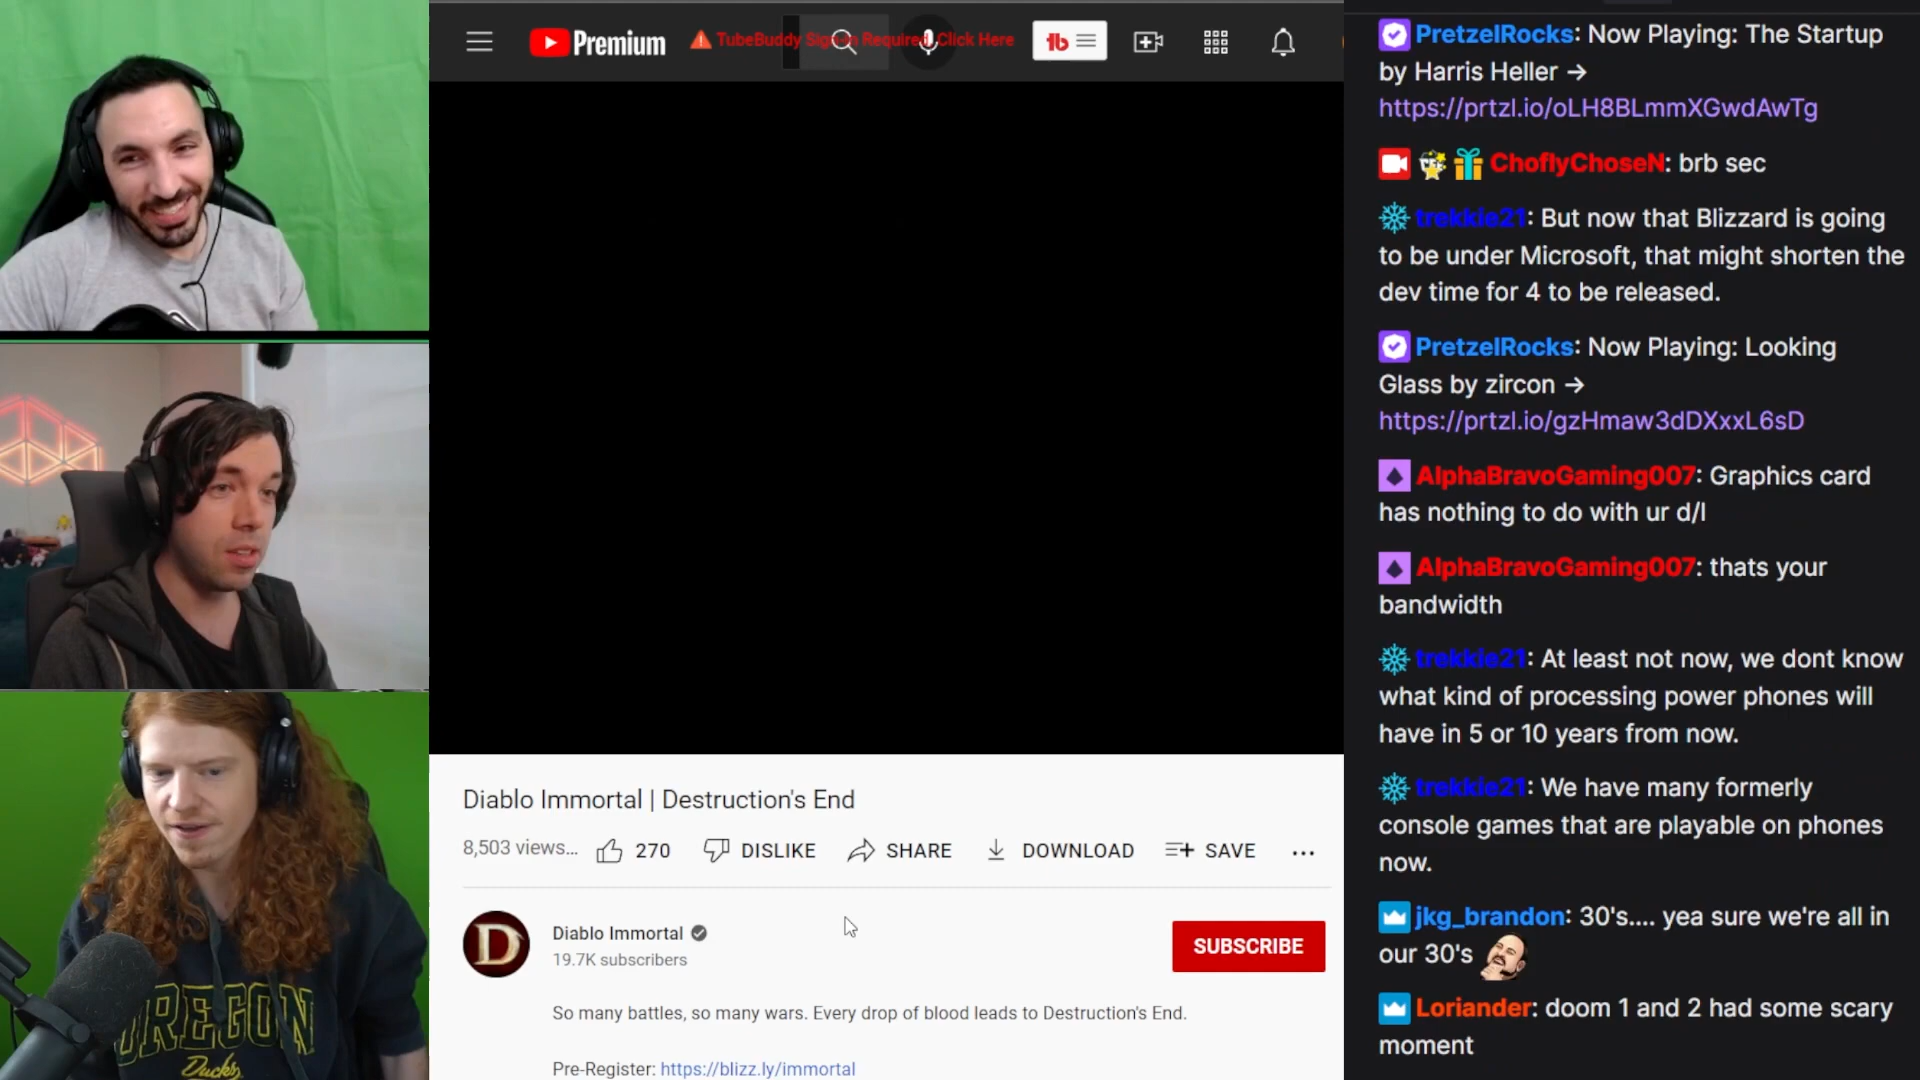 Premium
TubeBuddy Sign-in Required, Click Here
tb
Diablo Immortal | Destruction's End
8,503 views...
270
DISLIKE
SHARE
DOWNLOAD
SAVE
...
D
Diablo Immortal
19.7K subscribers
SUBSCRIBE
So many battles, so many wars. Every drop of blood leads to Destruction's End.
Pre-Register: https://blizz.ly/immortal
OREGON
Ducks
PretzelRocks: Now Playing: The Startup
by Harris Heller →
https://prtzl.io/oLH8BLmmXGwdAwTg
ChoflyChoseN: brb sec
trekkie21: But now that Blizzard is going
to be under Microsoft, that might shorten the
dev time for 4 to be released.
PretzelRocks: Now Playing: Looking
Glass by zircon →
https://prtzl.io/gzHmaw3dDXxxL6sD
AlphaBravoGaming007: Graphics card
has nothing to do with ur d/l
AlphaBravoGaming007: thats your
bandwidth
trekkie21: At least not now, we dont know
what kind of processing power phones will
have in 5 or 10 years from now.
trekkie21: We have many formerly
console games that are playable on phones
now.
jkg_brandon: 30's.... yea sure we're all in
our 30's
Loriander: doom 1 and 2 had some scary
moment